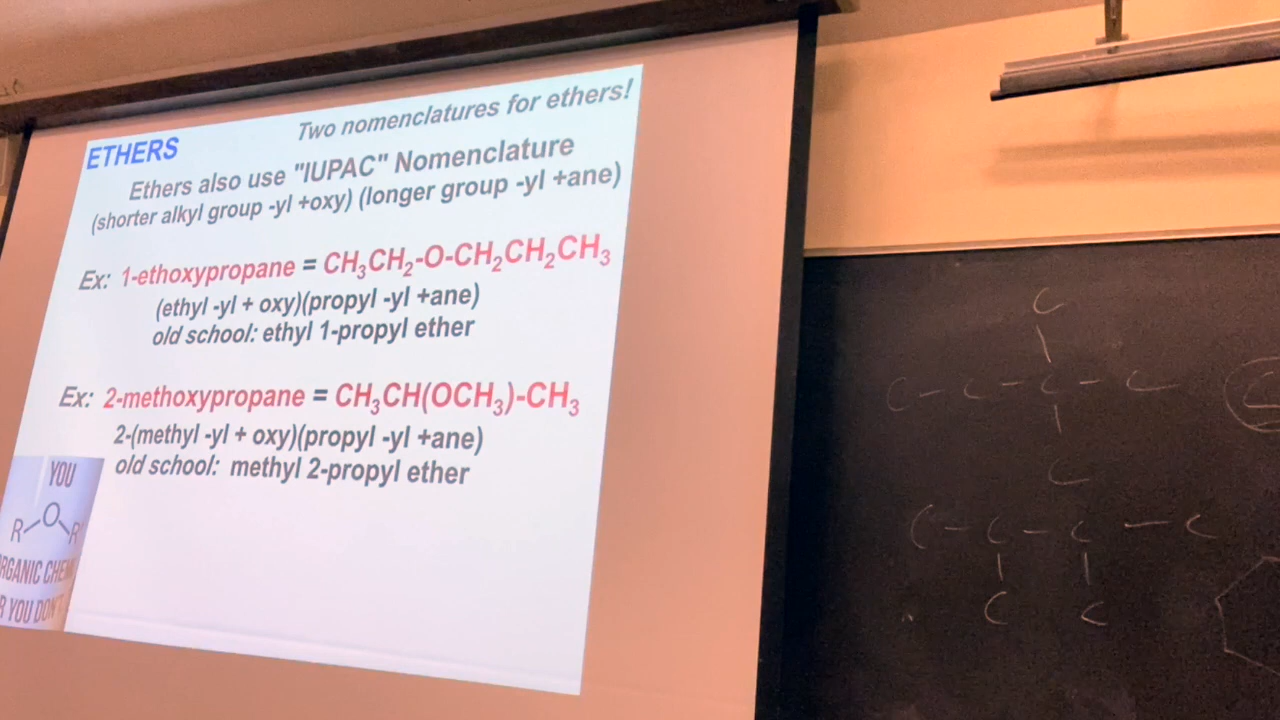 Two nomenclatures for ethers!
ETHERS
Ethers also use "IUPAC" Nomenclature
(shorter alkyl group -yl +oxy) (longer group -yl +ane)
Ex: 1-ethoxypropane = CH₃CH₂-O-CH₂CH₂CH₃
(ethyl -yl + oxy)(propyl -yl +ane)
old school: ethyl 1-propyl ether
Ex: 2-methoxypropane = CH₃CH(OCH₃)-CH₃
2-(methyl -yl + oxy)(propyl -yl +ane)
old school: methyl 2-propyl ether
YOU
R O R'
RGANIC CHEM
R YOU DON'T
C
C-C-C-C
C
C-C-C-C
C C